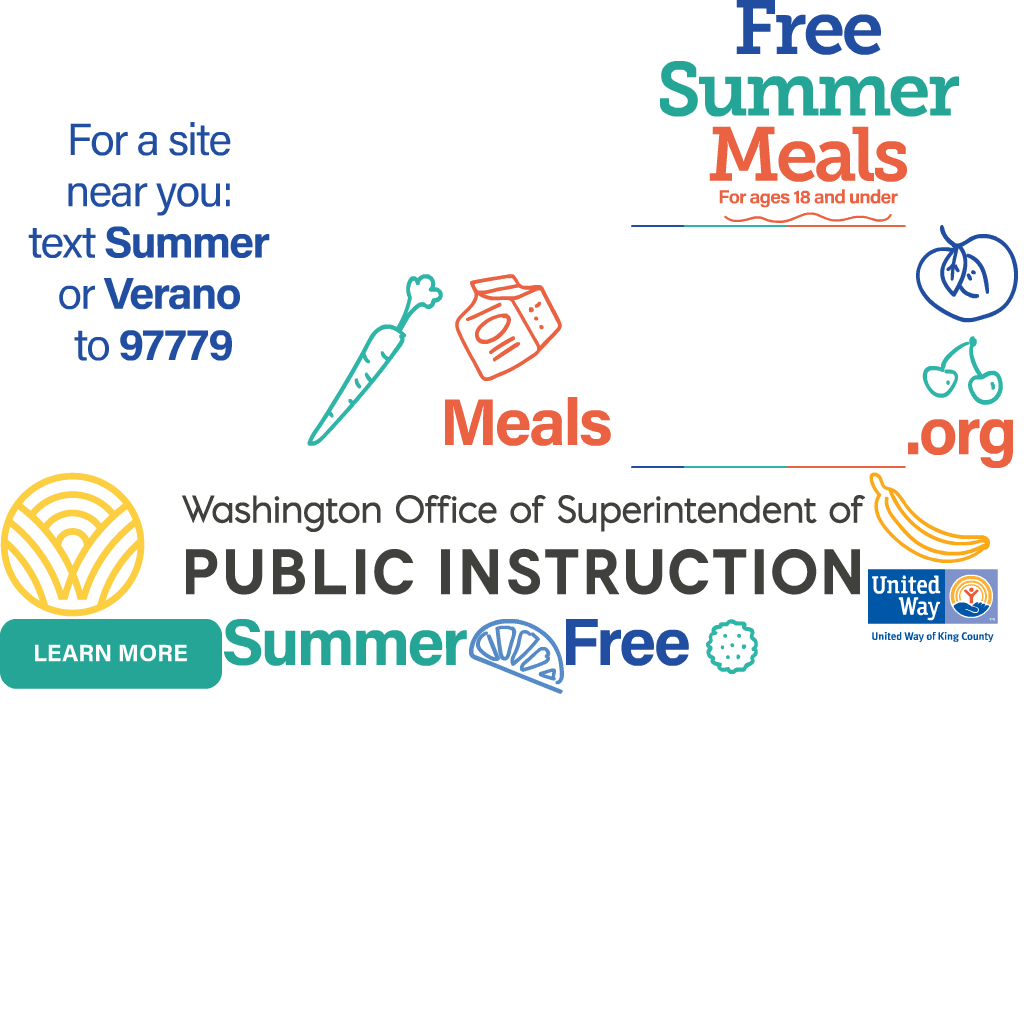 Free
Summer
Meals
For ages 18 and under
For a site
near you:
text Summer
or Verano
to 97779
Meals
.org
Washington Office of Superintendent of
PUBLIC INSTRUCTION
United
Way
United Way of King County
LEARN MORE
Summer
Free